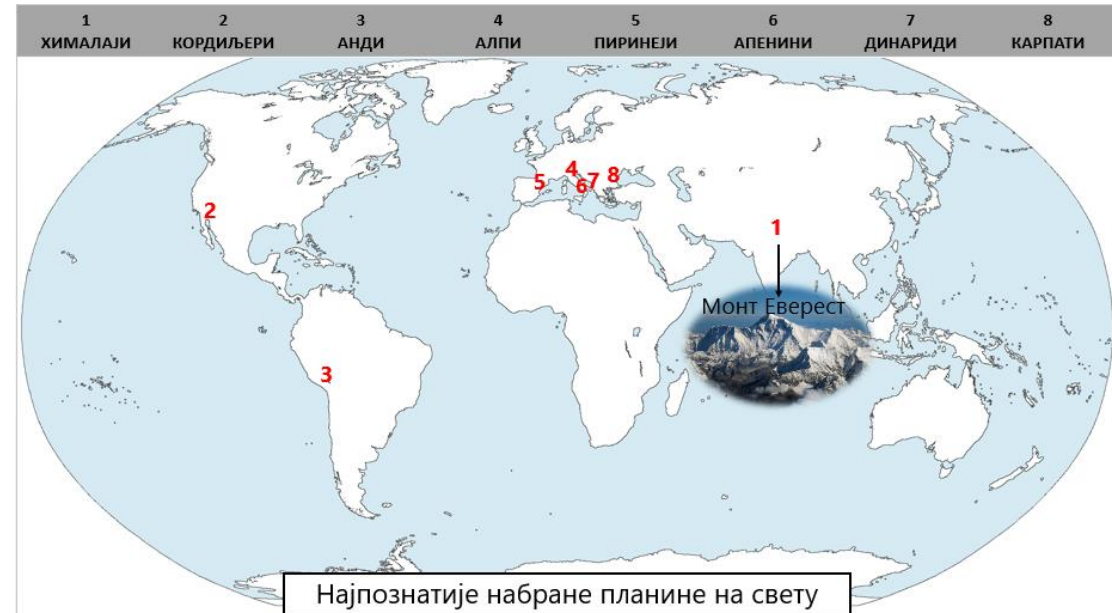 1 2 3 4 5 6 7 8
ХИМАЛАЈИ КОРДИЉЕРИ АНДИ АЛПИ ПИРИНЕЈИ АПЕНИНИ ДИНАРИДИ КАРПАТИ
4
5 6 7 8
2
1
Монт Еверест
3
Најпознатије набране планине на свету